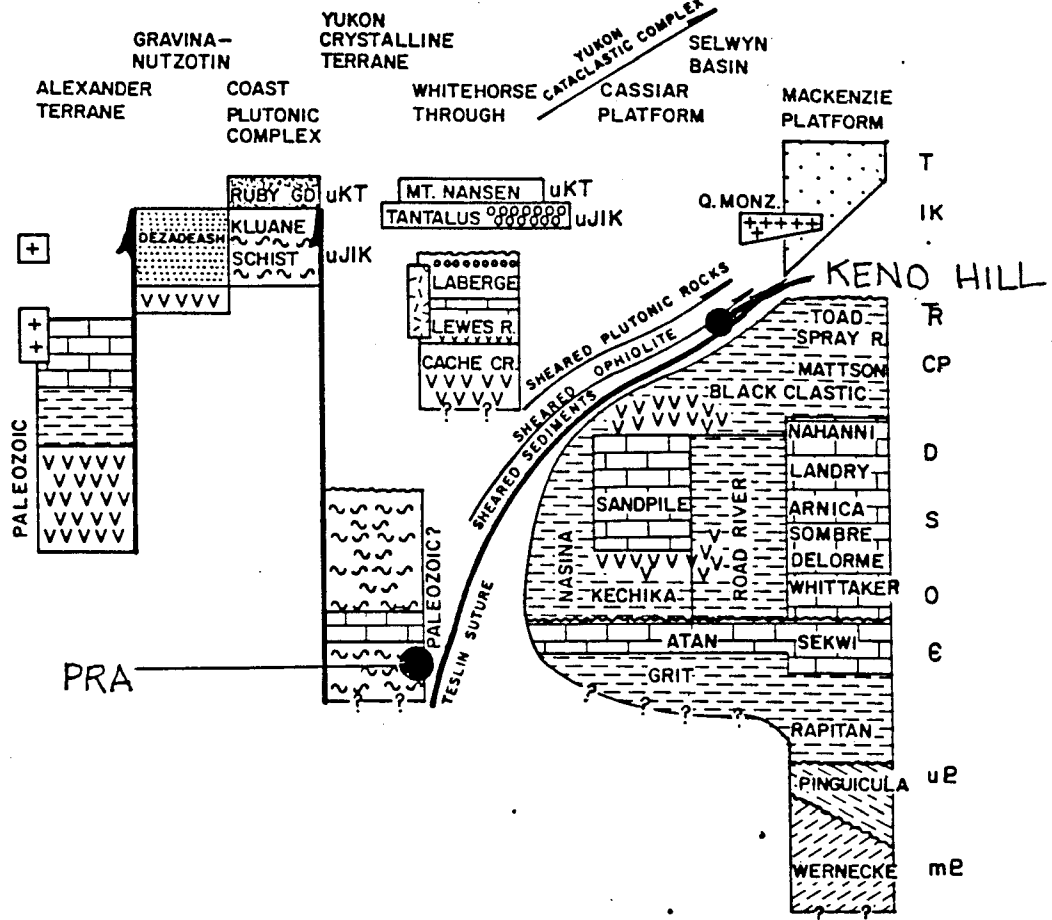 GRAVINA–
NUTZOTIN
YUKON
CRYSTALLINE
TERRANE
YUKON
CATACLASTIC COMPLEX
SELWYN
BASIN
ALEXANDER
TERRANE
COAST
PLUTONIC
COMPLEX
WHITEHORSE
THROUGH
CASSIAR
PLATFORM
MACKENZIE
PLATFORM
T
RUBY GD
uKT
MT. NANSEN
uKT
Q. MONZ.
IK
TANTALUS
uJIK
DEZADEASH
KLUANE
SCHIST
uJIK
LABERGE
LEWES R.
CACHE CR.
? ?
SHEARED PLUTONIC ROCKS
SHEARED OPHIOLITE
SHEARED SEDIMENTS
KENO HILL
TOAD
SPRAY R.
MATTSON
BLACK CLASTIC
TR
CP
PALEOZOIC
PALEOZOIC?
NAHANNI
LANDRY
ARNICA
SOMBRE
DELORME
WHITTAKER
D
S
O
SANDPILE
NASINA
KECHIKA
ROAD RIVER
ATAN
SEKWI
Є
GRIT
TESLIN SUTURE
PRA
? ?
? ? ? ?
RAPITAN
PINGUICULA
uP
WERNECKE
mP
? ?